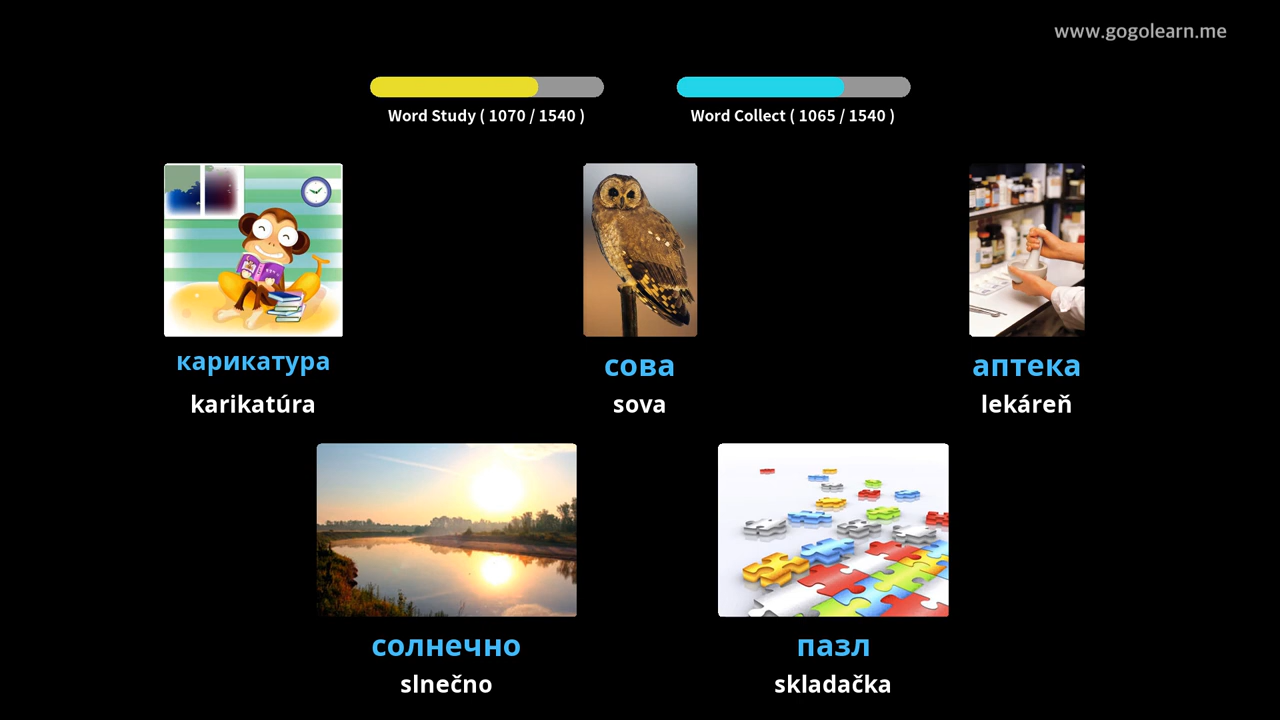 www.gogolearn.me
Word Study ( 1070 / 1540 )
Word Collect ( 1065 / 1540 )
карикатура
karikatúra
сова
sova
аптека
lekáreň
солнечно
slnečno
пазл
skladačka